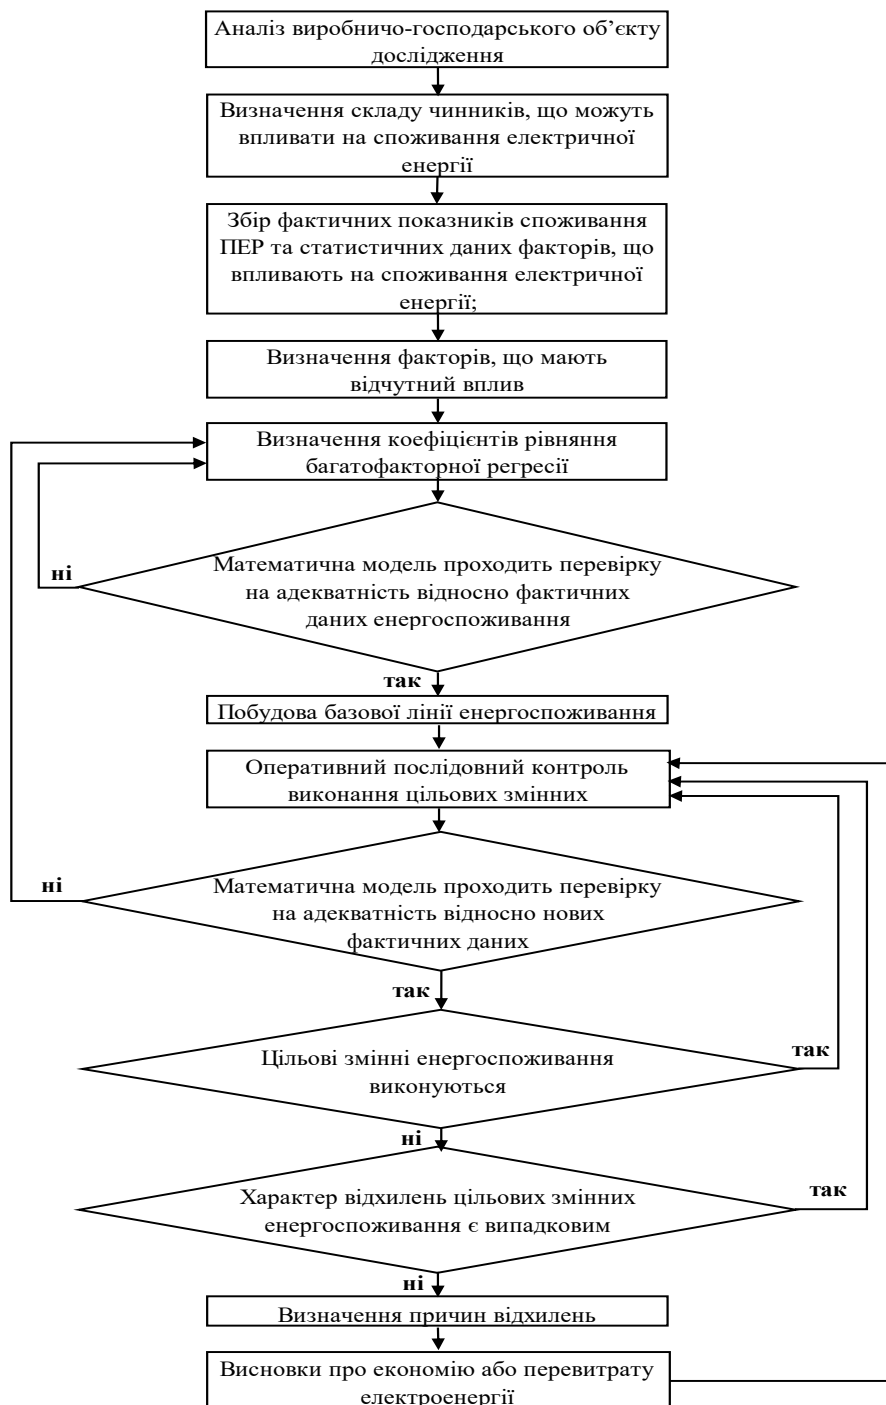 Аналіз виробничо-господарського об’єкту
дослідження
Визначення складу чинників, що можуть
впливати на споживання електричної
енергії
Збір фактичних показників споживання
ПЕР та статистичних даних факторів, що
впливають на споживання електричної
енергії;
Визначення факторів, що мають
відчутний вплив
Визначення коефіцієнтів рівняння
багатофакторної регресії
ні
Математична модель проходить перевірку
на адекватність відносно фактичних
даних енергоспоживання
так
Побудова базової лінії енергоспоживання
Оперативний послідовний контроль
виконання цільових змінних
ні
Математична модель проходить перевірку
на адекватність відносно нових
фактичних даних
так
Цільові змінні енергоспоживання
виконуються
так
ні
Характер відхилень цільових змінних
енергоспоживання є випадковим
так
ні
Визначення причин відхилень
Висновки про економію або перевитрату
електроенергії